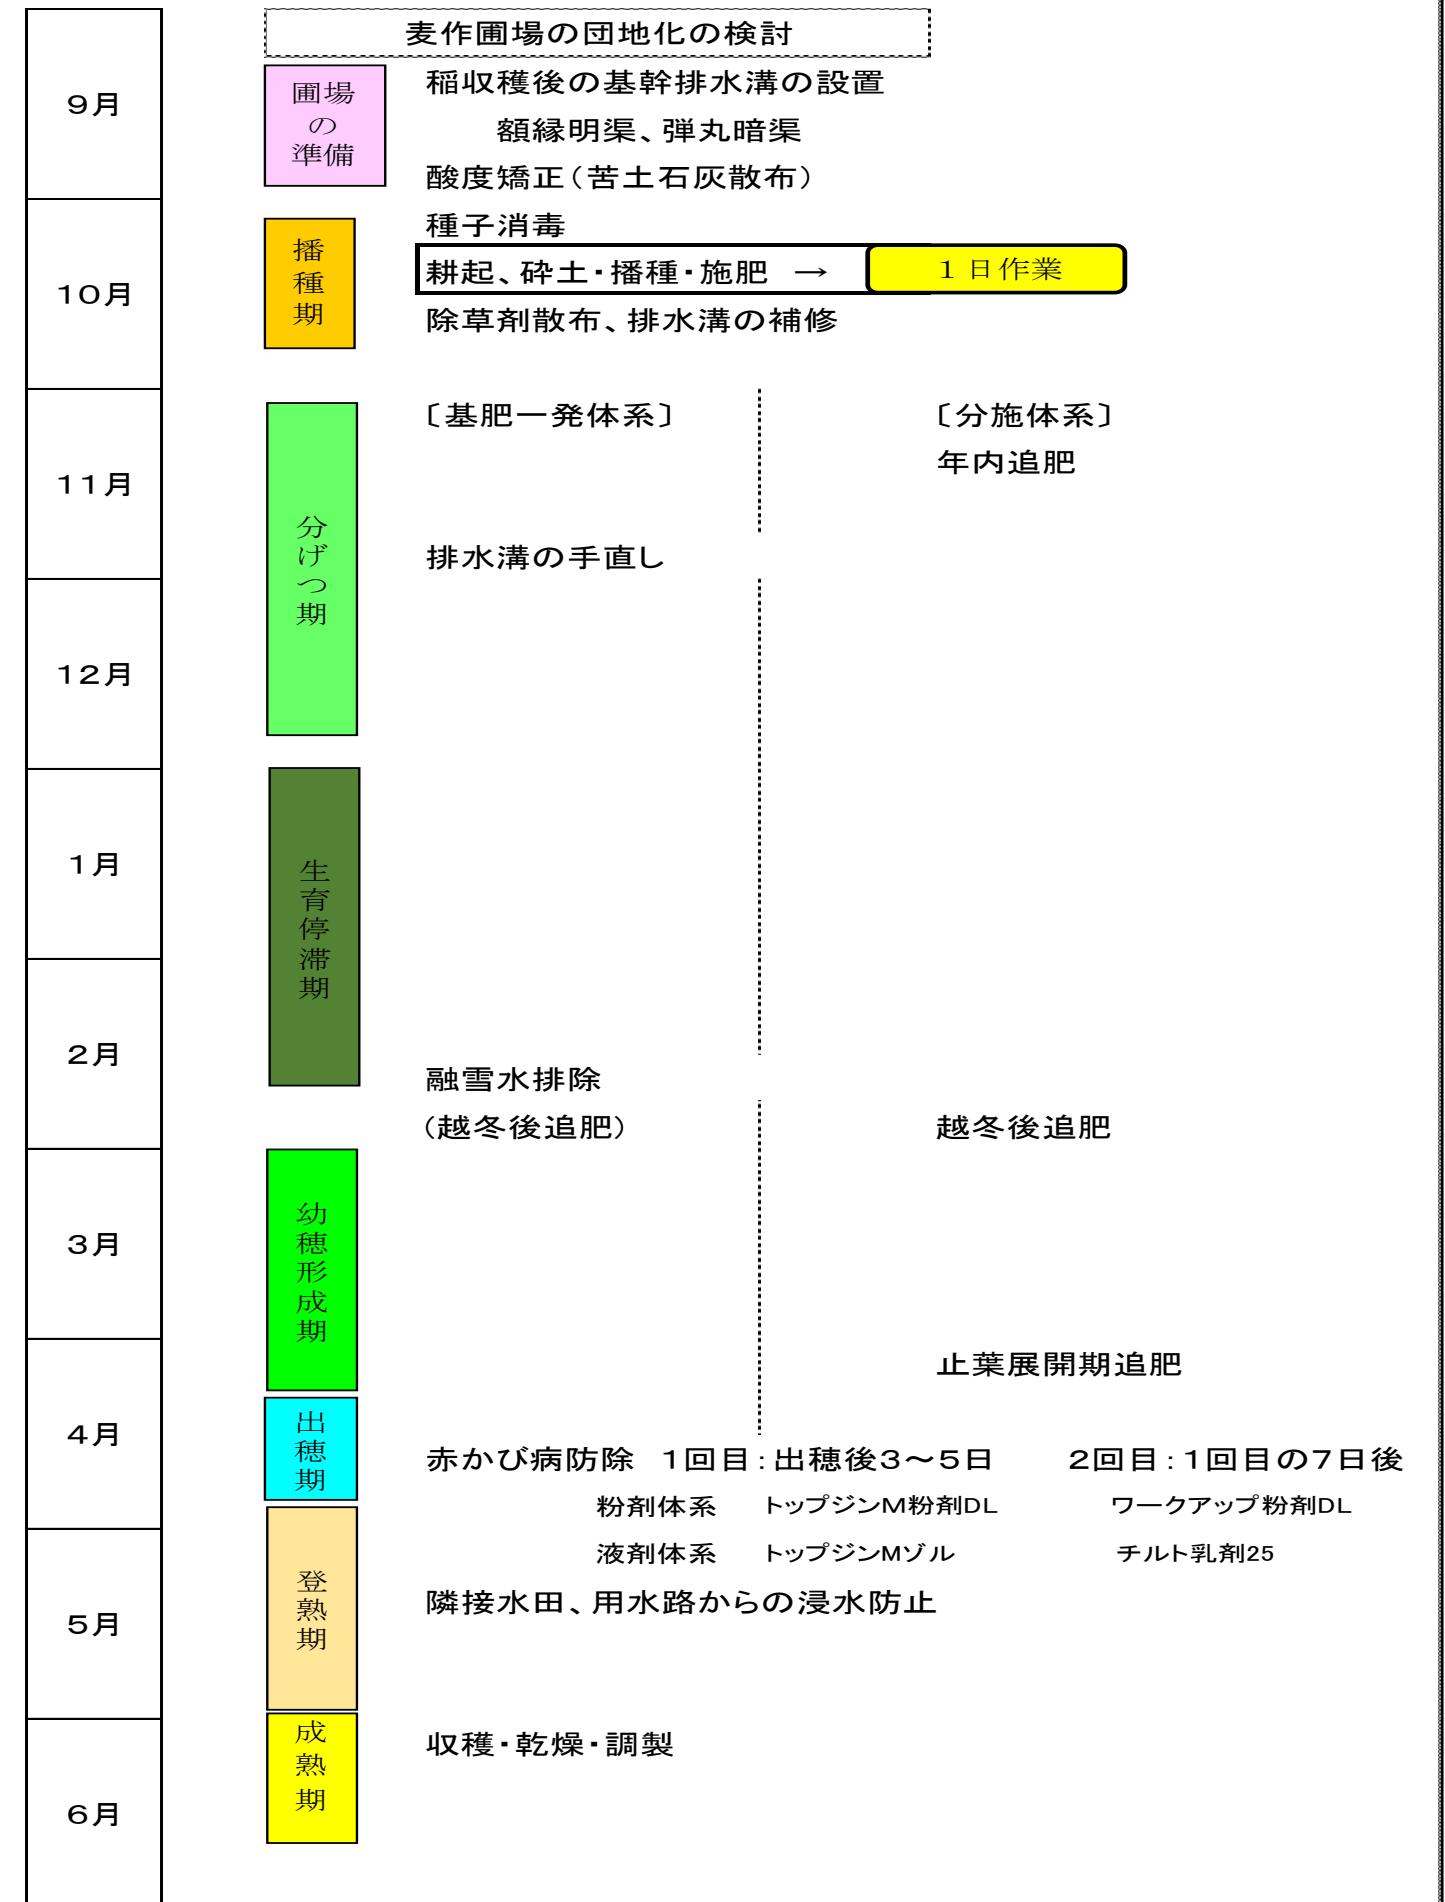 麦作圃場の団地化の検討
9月
圃場
の
準備
稲収穫後の基幹排水溝の設置
額縁明渠、弾丸暗渠
酸度矯正(苦土石灰散布)
10月
播種期
種子消毒
耕起、砕土・播種・施肥 → 1日作業
除草剤散布、排水溝の補修
11月
分げつ期
〔基肥一発体系〕 〔分施体系〕
年内追肥
排水溝の手直し
12月
1月
生育停滞期
2月
融雪水排除
(越冬後追肥) 越冬後追肥
3月
幼穂形成期
止葉展開期追肥
4月
出穂期
赤かび病防除 1回目:出穂後3~5日 2回目:1回目の7日後
粉剤体系 トップジンM粉剤DL ワークアップ粉剤DL
液剤体系 トップジンMゾル チルト乳剤25
5月
登熟期
隣接水田、用水路からの浸水防止
成熟期
収穫・乾燥・調製
6月